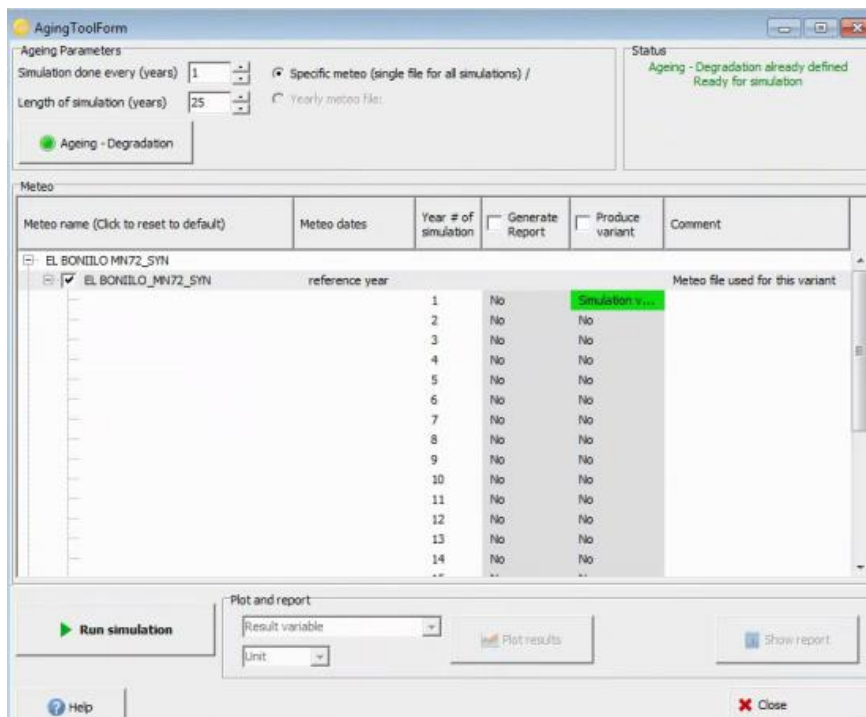 AgingToolForm
Ageing Parameters
Simulation done every (years) 1
Specific meteo (single file for all simulations) /
Length of simulation (years) 25
Yearly meteo file:
Ageing - Degradation
Status
Ageing - Degradation already defined
Ready for simulation
Meteo
Meteo name (Click to reset to default) Meteo dates Year # of simulation Generate Report Produce variant Comment
EL BONIILO MN72_SYN
EL BONIILO_MN72_SYN reference year Meteo file used for this variant
1 No Simulation v...
2 No No
3 No No
4 No No
5 No No
6 No No
7 No No
8 No No
9 No No
10 No No
11 No No
12 No No
13 No No
14 No No
Run simulation
Plot and report
Result variable
Unit
Plot results
Show report
Help
Close